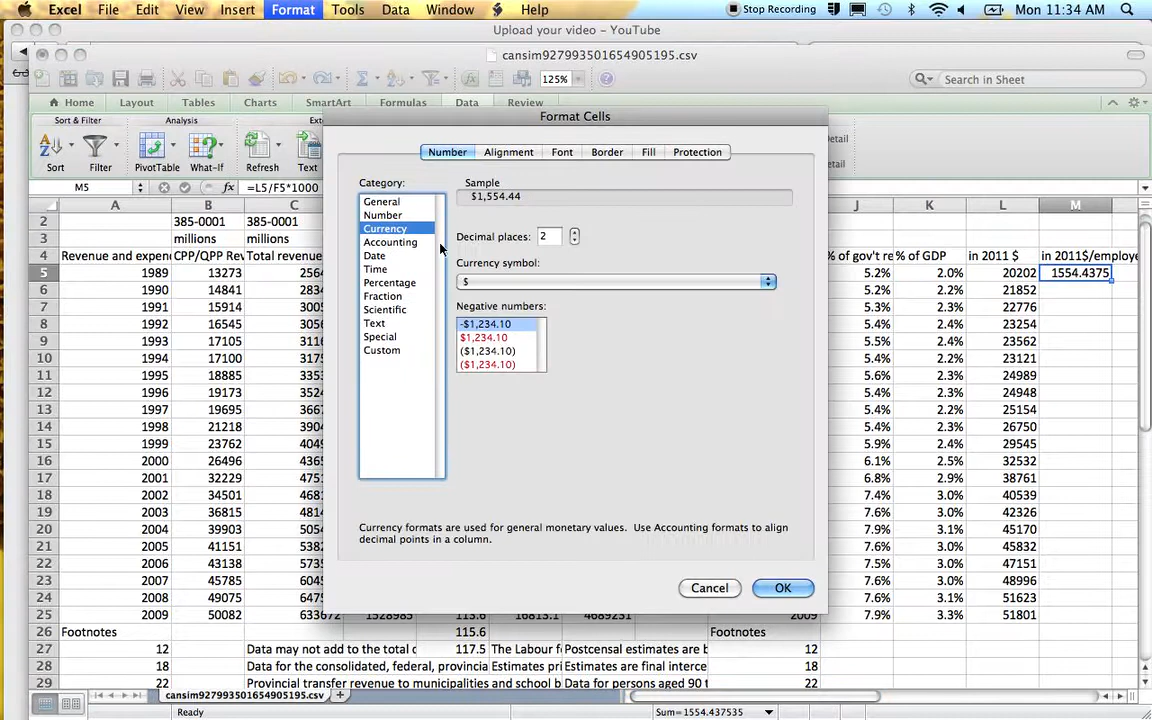 Excel File Edit View Insert Format Tools Data Window Help Stop Recording Mon 11:34 AM
Upload your video – YouTube
cansim927993501654905195.csv
125% Search in Sheet
Home Layout Tables Charts SmartArt Formulas Data Review
Sort & Filter Analysis
Sort Filter PivotTable What-If Refresh Text
M5 fx =L5/F5*1000
A B C J K L M
2 385-0001 385-0001
3 millions millions
4 CPP/QPP in 2011 $
5 1989 13273 5.2% 2.0% 20202 1554.4375
6 1990 14841 5.2% 2.2% 21852
7 1991 15914 5.3% 2.3% 22776
8 1992 16545 5.4% 2.4% 23254
9 1993 17105 5.5% 2.4% 23562
10 1994 17100 5.4% 2.2% 23121
11 1995 18885 5.6% 2.3% 24989
12 1996 19173 5.4% 2.3% 24948
13 1997 19695 5.4% 2.2% 25154
14 1998 21218 5.4% 2.3% 26750
15 1999 23762 5.9% 2.4% 29545
16 2000 26496 6.1% 2.5% 32532
17 2001 32229 6.8% 2.9% 38761
18 2002 34501 7.4% 3.0% 40539
19 2003 36815 7.6% 3.0% 42326
20 2004 39903 7.9% 3.1% 45170
21 2005 41151 7.6% 3.0% 45832
22 2006 43138 7.5% 3.0% 47151
23 2007 45785 7.6% 3.0% 48996
24 2008 49075 7.6% 3.1% 51623
25 2009 50082 633672 7.9% 3.3% 51801
26 Footnotes 115.6 Footnotes
27 12 Data may not add to the total 117.5 The Labour Postcensal estimates are 12
28 18 Data for the consolidated, federal, Estimates Estimates are final 18
29 22 Provincial transfer revenue to municipalities and school Data for persons aged 90 22
cansim927993501654905195.csv
Ready Sum=1554.437535
Format Cells
Number Alignment Font Border Fill Protection
Category:
General
Number
Currency
Accounting
Date
Time
Percentage
Fraction
Scientific
Text
Special
Custom
Sample
$1,554.44
Decimal places: 2
Currency symbol:
$
Negative numbers:
-$1,234.10
$1,234.10
($1,234.10)
($1,234.10)
Currency formats are used for general monetary values. Use Accounting formats to align
decimal points in a column.
Cancel OK